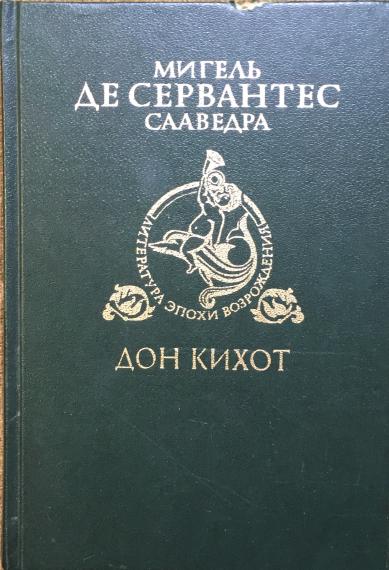 МИГЕЛЬ
ДЕ СЕРВАНТЕС
СААВЕДРА
ЛИТЕРАТУРА ЭПОХИ ВОЗРОЖДЕНИЯ
ДОН КИХОТ